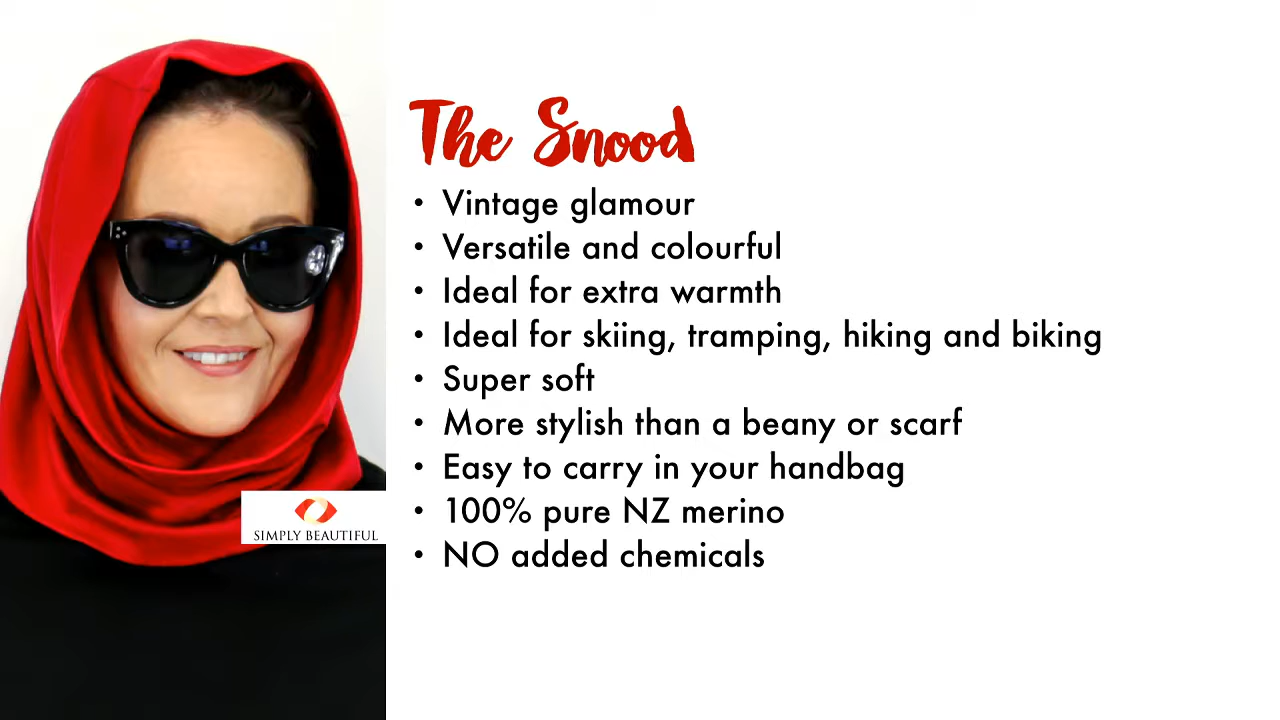 The Snood
• Vintage glamour
• Versatile and colourful
• Ideal for extra warmth
• Ideal for skiing, tramping, hiking and biking
• Super soft
• More stylish than a beany or scarf
• Easy to carry in your handbag
• 100% pure NZ merino
• NO added chemicals
SIMPLY BEAUTIFUL